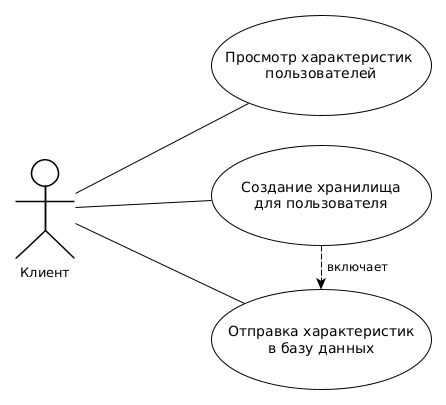 Просмотр характеристик
пользователей
Создание хранилища
для пользователя
Клиент
включает
Отправка характеристик
в базу данных